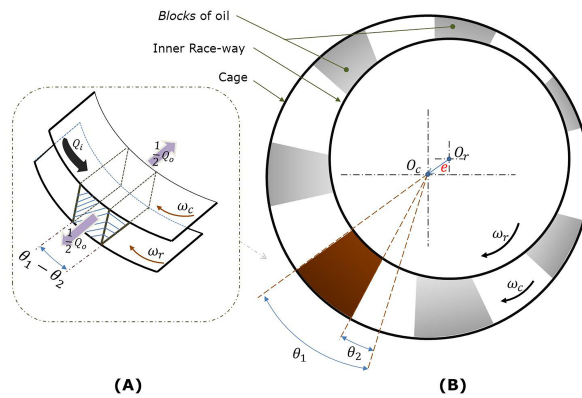 Blocks of oil
Inner Race-way
Cage
Q_i
1/2 Q_o
ω_c
1/2 Q_o
ω_r
θ_1 − θ_2
(A)
O_r
O_c
e
ω_r
ω_c
θ_2
θ_1
(B)